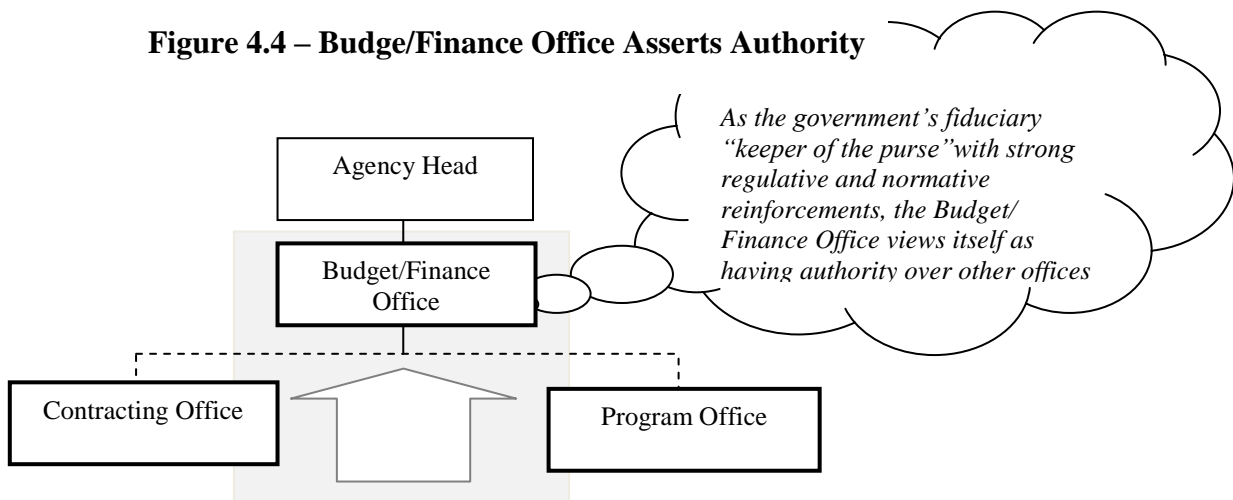 Figure 4.4 – Budge/Finance Office Asserts Authority
As the government’s fiduciary
“keeper of the purse”with strong
regulative and normative
reinforcements, the Budget/
Finance Office views itself as
having authority over other offices
Agency Head
Budget/Finance
Office
Contracting Office
Program Office